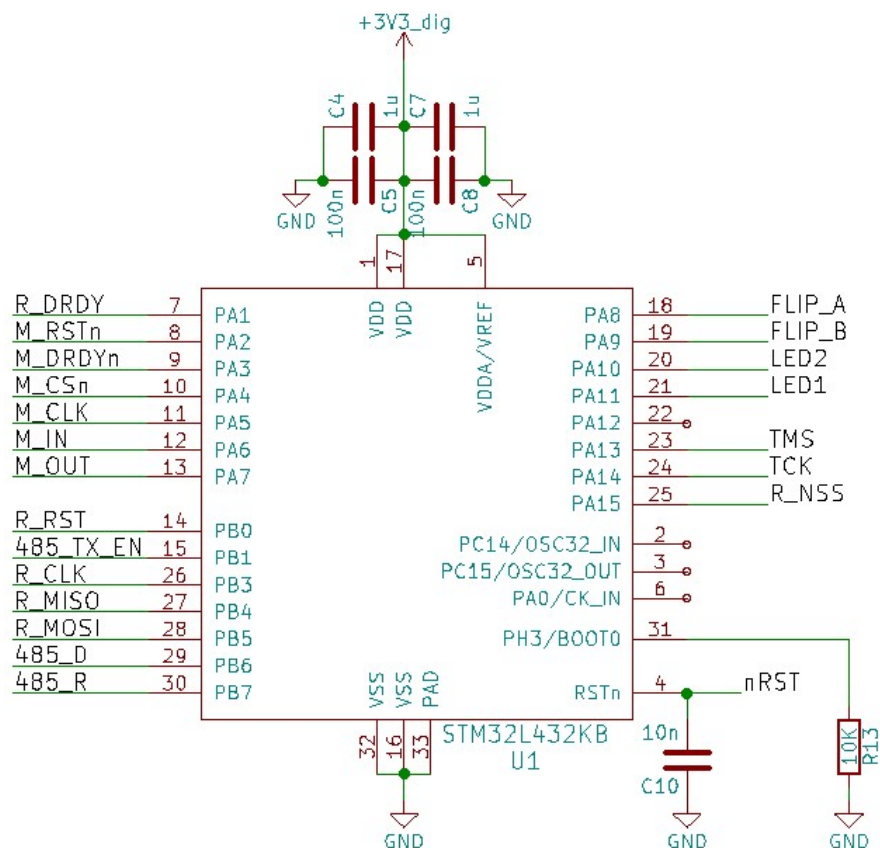 +3V3_dig
C4 1u C7 1u
100n C5 100n C8
GND GND
1 17 5
VDD VDD VDDA/VREF
R_DRDY 7 PA1 PA8 18 FLIP_A
M_RSTn 8 PA2 PA9 19 FLIP_B
M_DRDYn 9 PA3 PA10 20 LED2
M_CSn 10 PA4 PA11 21 LED1
M_CLK 11 PA5 PA12 22
M_IN 12 PA6 PA13 23 TMS
M_OUT 13 PA7 PA14 24 TCK
PA15 25 R_NSS
R_RST 14 PB0 PC14/OSC32_IN 2
485_TX_EN 15 PB1 PC15/OSC32_OUT 3
R_CLK 26 PB3 PA0/CK_IN 6
R_MISO 27 PB4
R_MOSI 28 PB5 PH3/BOOT0 31
485_D 29 PB6
485_R 30 PB7 VSS VSS PAD RSTn 4 nRST
32 16 33 STM32L432KB 10n 10K R13
U1 C10
GND GND GND